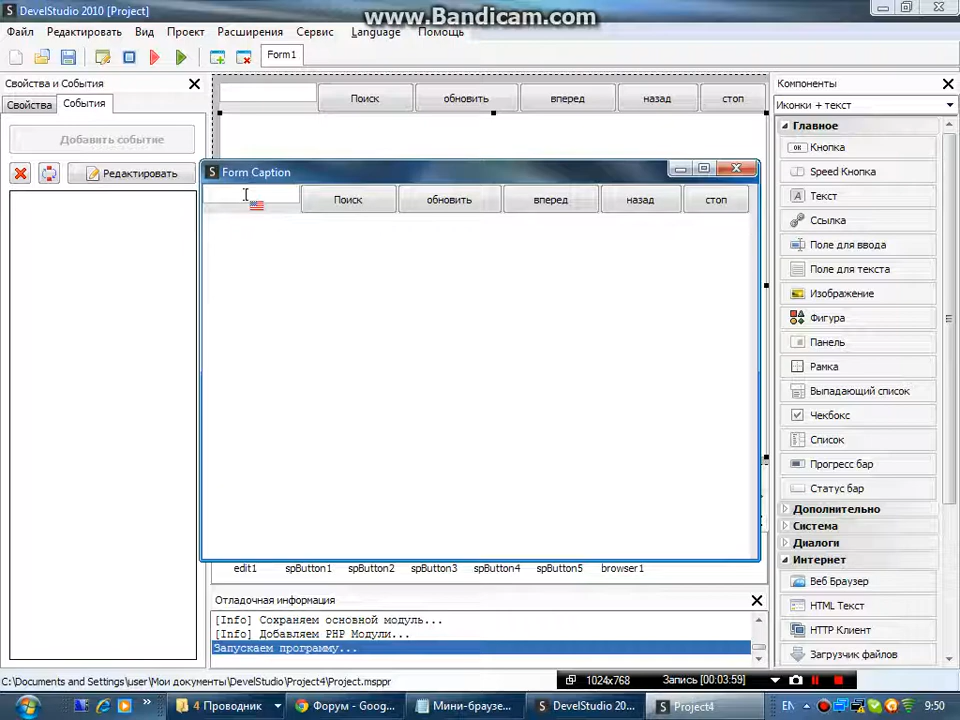 www.Bandicam.com
DevelStudio 2010 [Project]
Файл Редактировать Вид Проект Расширения Сервис Language Помощь
Form1
Свойства и События
Свойства События
Добавить событие
Редактировать
Поиск обновить вперед назад стоп
Form Caption
Поиск обновить вперед назад стоп
edit1 spButton1 spButton2 spButton3 spButton4 spButton5 browser1
Отладочная информация
[Info] Сохраняем основной модуль...
[Info] Добавляем PHP Модули...
Запускаем программу...
Компоненты
Иконки + текст
Главное
OK Кнопка
Speed Кнопка
A Текст
Ссылка
Поле для ввода
Поле для текста
Изображение
Фигура
Панель
Рамка
Выпадающий список
Чекбокс
Список
Прогресс бар
Статус бар
Дополнительно
Система
Диалоги
Интернет
Веб Браузер
HTML Текст
HTTP Клиент
Загрузчик файлов
C:\Documents and Settings\user\Мои документы\DevelStudio\Project4\Project.msppr
1024x768 Запись [00:03:59]
4 Проводник Форум - Goog... Мини-браузе... DevelStudio 20... Project4 EN 9:50